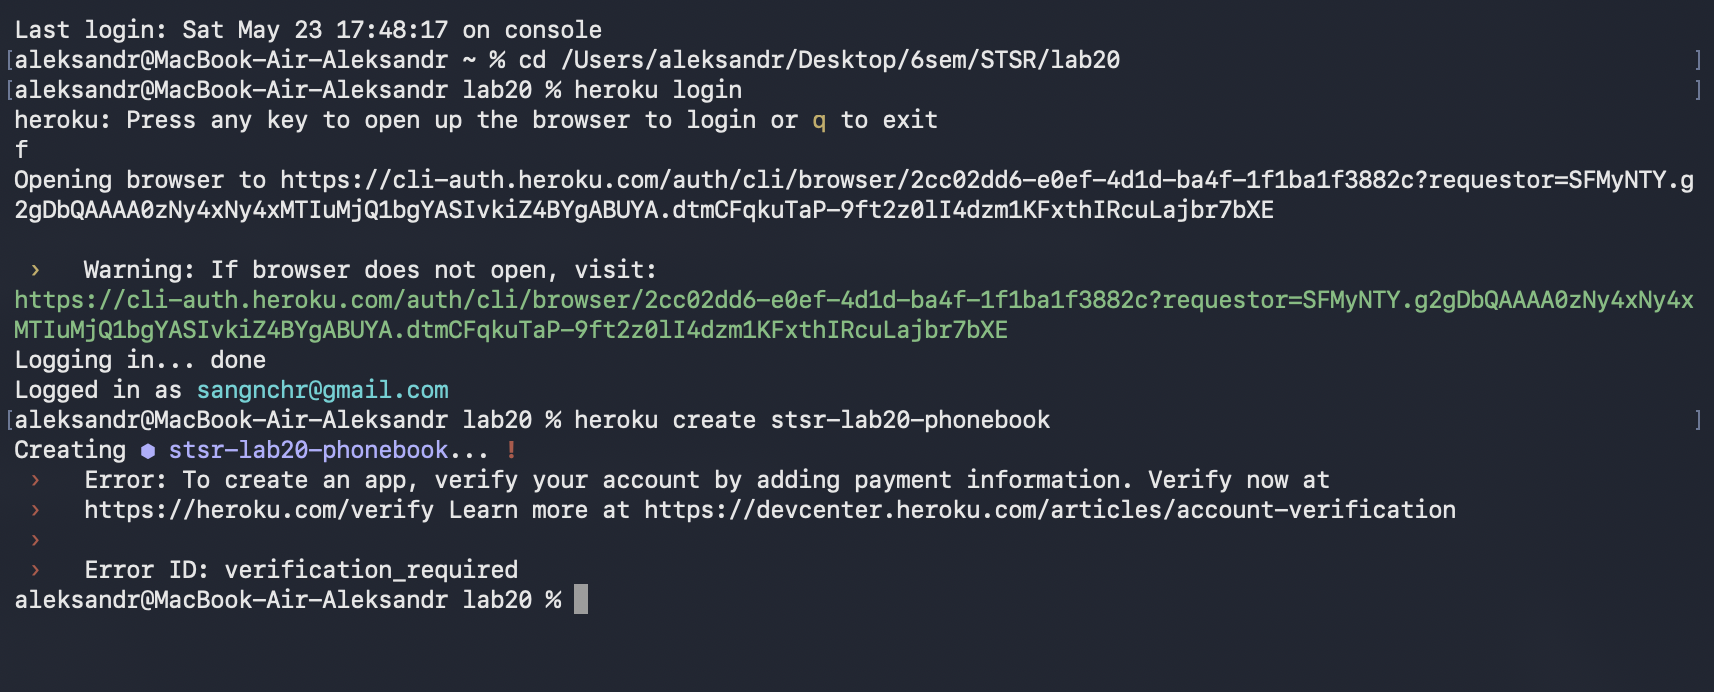 Last login: Sat May 23 17:48:17 on console
[aleksandr@MacBook-Air-Aleksandr ~ % cd /Users/aleksandr/Desktop/6sem/STSR/lab20 ]
[aleksandr@MacBook-Air-Aleksandr lab20 % heroku login ]
heroku: Press any key to open up the browser to login or q to exit
f
Opening browser to https://cli-auth.heroku.com/auth/cli/browser/2cc02dd6-e0ef-4d1d-ba4f-1f1ba1f3882c?requestor=SFMyNTY.g
2gDbQAAAA0zNy4xNy4xMTIuMjQ1bgYASIvkiZ4BYgABUYA.dtmCFqkuTaP-9ft2z0lI4dzm1KFxthIRcuLajbr7bXE
› Warning: If browser does not open, visit:
https://cli-auth.heroku.com/auth/cli/browser/2cc02dd6-e0ef-4d1d-ba4f-1f1ba1f3882c?requestor=SFMyNTY.g2gDbQAAAA0zNy4xNy4x
MTIuMjQ1bgYASIvkiZ4BYgABUYA.dtmCFqkuTaP-9ft2z0lI4dzm1KFxthIRcuLajbr7bXE
Logging in... done
Logged in as sangnchr@gmail.com
[aleksandr@MacBook-Air-Aleksandr lab20 % heroku create stsr-lab20-phonebook ]
Creating ⬢ stsr-lab20-phonebook... !
› Error: To create an app, verify your account by adding payment information. Verify now at
› https://heroku.com/verify Learn more at https://devcenter.heroku.com/articles/account-verification
›
› Error ID: verification_required
aleksandr@MacBook-Air-Aleksandr lab20 %